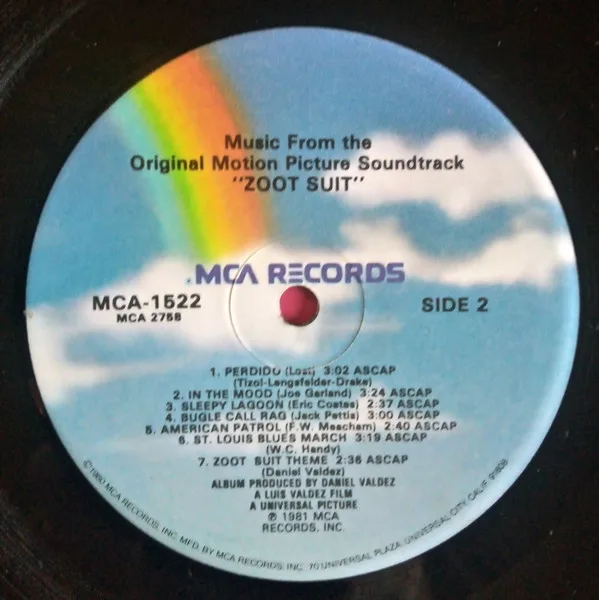 Music From the
Original Motion Picture Soundtrack
"ZOOT SUIT"
MCA RECORDS
MCA-1522
MCA 2758
SIDE 2
1. PERDIDO (Lost) 3:02 ASCAP
(Tizol-Lengsfelder-Drake)
2. IN THE MOOD (Joe Garland) 3:24 ASCAP
3. SLEEPY LAGOON (Eric Coates) 2:37 ASCAP
4. BUGLE CALL RAG (Jack Pettis) 3:00 ASCAP
5. AMERICAN PATROL (F.W. Meacham) 2:40 ASCAP
6. ST. LOUIS BLUES MARCH 3:19 ASCAP
(W.C. Handy)
7. ZOOT SUIT THEME 2:36 ASCAP
(Daniel Valdez)
ALBUM PRODUCED BY DANIEL VALDEZ
A LUIS VALDEZ FILM
A UNIVERSAL PICTURE
℗ 1981 MCA
RECORDS, INC.
© 1980 MCA RECORDS, INC. MFD. BY MCA RECORDS, INC. 70 UNIVERSAL PLAZA, UNIVERSAL CITY, CALIF. 91608